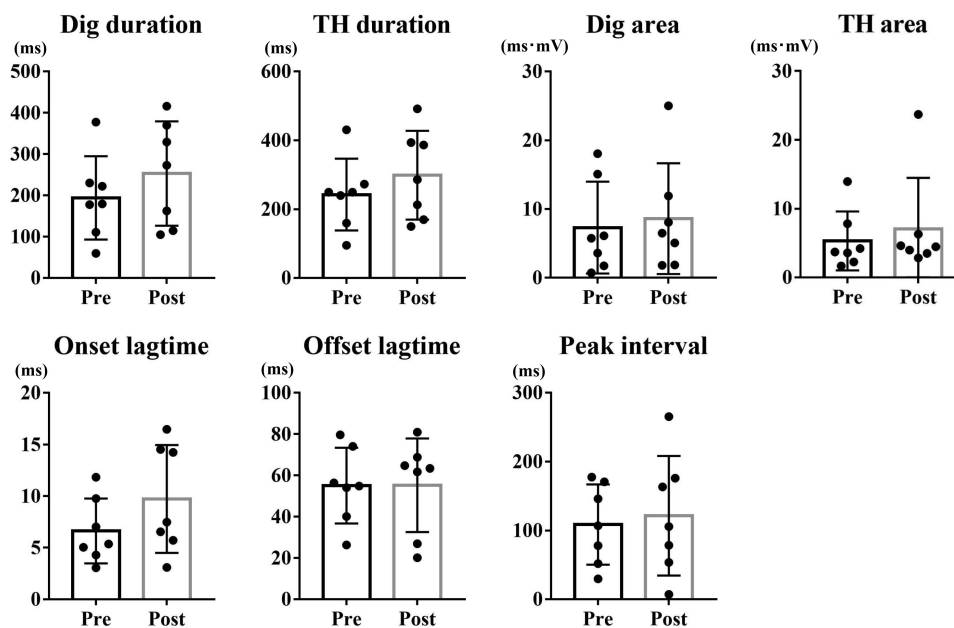 Dig duration
(ms)
500
400
300
200
100
0
Pre Post
TH duration
(ms)
600
400
200
0
Pre Post
Dig area
(ms·mV)
30
20
10
0
Pre Post
TH area
(ms·mV)
30
20
10
0
Pre Post
Onset lagtime
(ms)
20
15
10
5
0
Pre Post
Offset lagtime
(ms)
100
80
60
40
20
0
Pre Post
Peak interval
(ms)
300
200
100
0
Pre Post